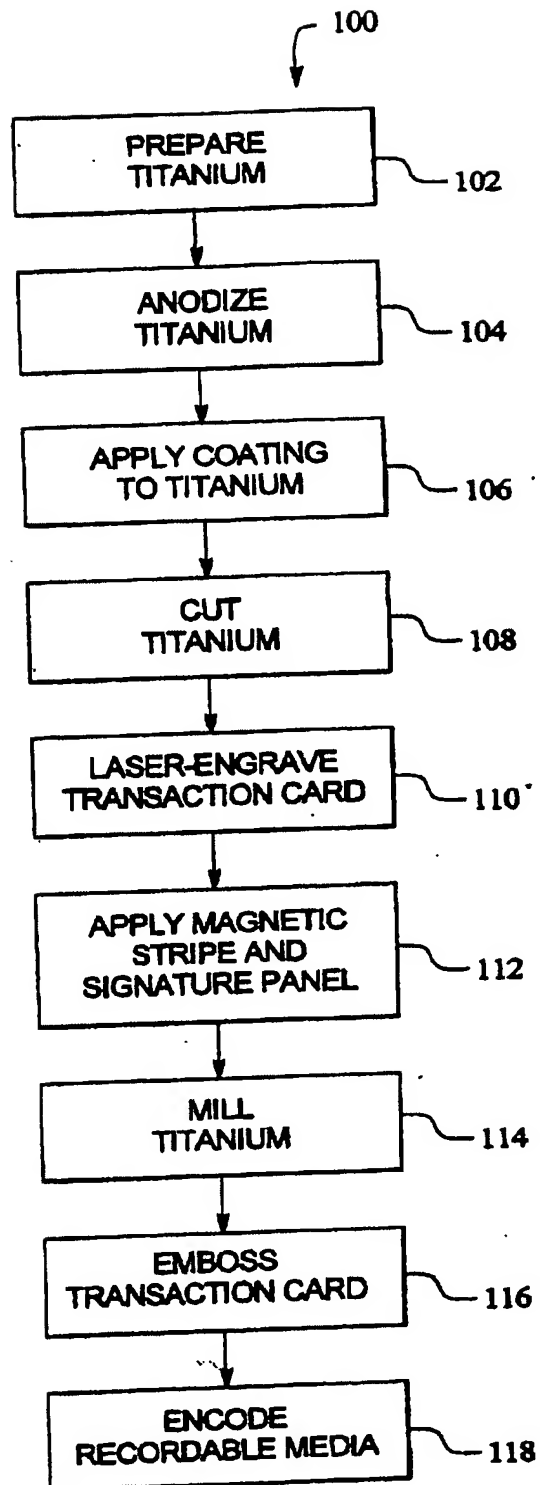 100
PREPARE
TITANIUM
102
ANODIZE
TITANIUM
104
APPLY COATING
TO TITANIUM
106
CUT
TITANIUM
108
LASER-ENGRAVE
TRANSACTION CARD
110
APPLY MAGNETIC
STRIPE AND
SIGNATURE PANEL
112
MILL
TITANIUM
114
EMBOSS
TRANSACTION CARD
116
ENCODE
RECORDABLE MEDIA
118